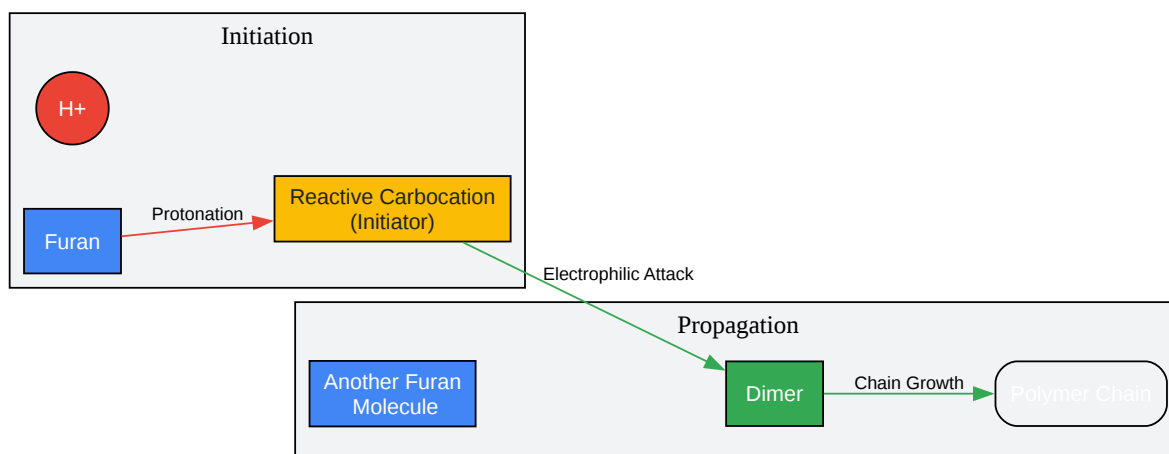 Initiation
H+
Furan
Protonation
Reactive Carbocation
(Initiator)
Electrophilic Attack
Propagation
Another Furan
Molecule
Dimer
Chain Growth
Polymer Chain